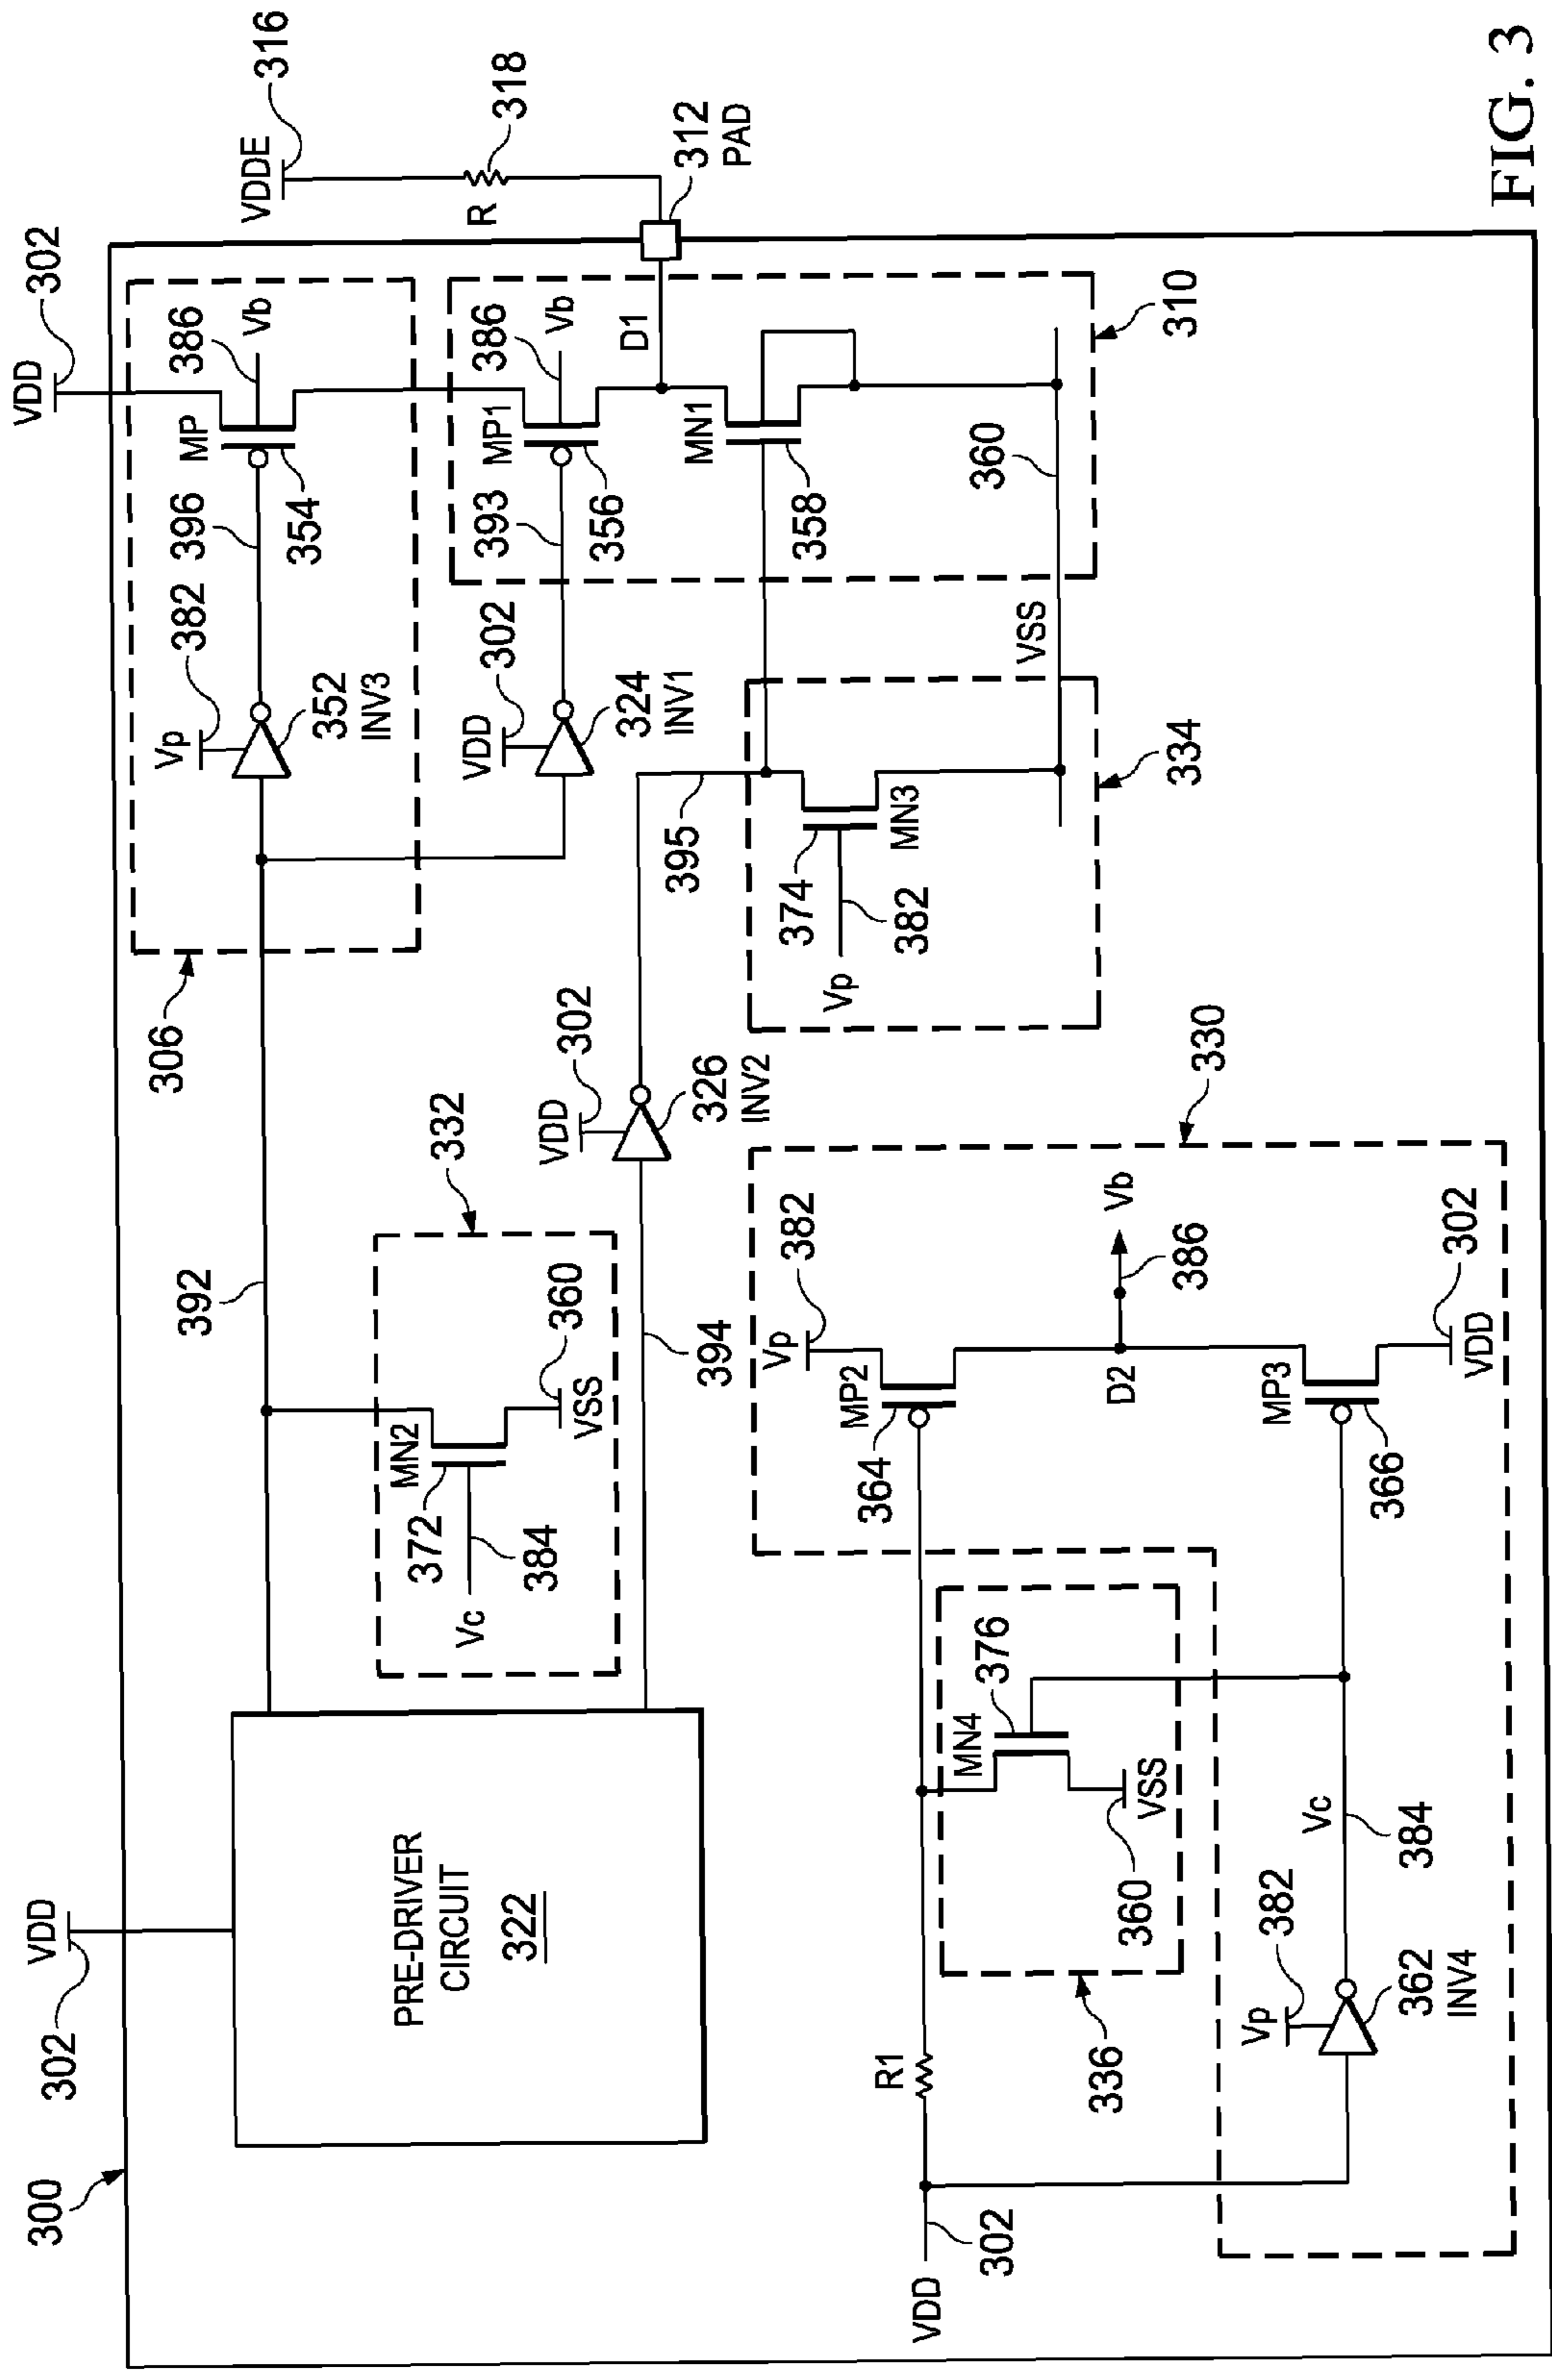 300
VDD
302
PRE-DRIVER
CIRCUIT
322
392
332
MN2
372
Vc
384
360
VSS
394
306
VDD
302
326
INV2
Vp
382
352
INV3
396
MP
354
386
Vb
VDD
302
VDD
302
324
INV1
393
MP1
356
386
Vb
D1
MN1
358
VDDE
316
R
318
312
PAD
310
395
374
Vp
382
MN3
VSS
360
334
VDD
302
R1
MN4
376
VSS
360
336
Vp
382
362
INV4
Vc
384
MP2
364
Vp
382
D2
386
Vb
MP3
366
VDD
302
330
FIG. 3